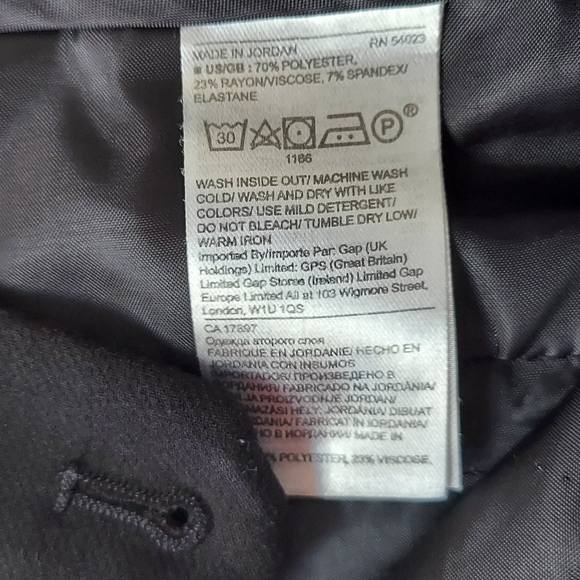 MADE IN JORDAN RN 54023
■ US/GB : 70% POLYESTER,
23% RAYON/VISCOSE, 7% SPANDEX/
ELASTANE
30 P ®
1166
WASH INSIDE OUT/ MACHINE WASH
COLD/ WASH AND DRY WITH LIKE
COLORS/ USE MILD DETERGENT/
DO NOT BLEACH/ TUMBLE DRY LOW/
WARM IRON
Imported By/Importe Par: Gap (UK
Holdings) Limited: GPS (Great Britain)
Limited Gap Stores (Ireland) Limited Gap
Europe Limited All at 103 Wigmore Street,
London, W1U 1QS
CA 17897
Одежда второго слоя
FABRIQUE EN JORDANIE/ HECHO EN
JORDANIA CON INSUMOS
IMPORTADOS/ ПРОИЗВЕДЕНО В
FABRICADO NA JORDÂNIA/
PROIZVODNJE JORDAN/
HELY: JORDÁNIA/ DIBUAT
FABRICAT ÎN IORDANIA/
MADE IN
% POLYESTER, 23% VISCOSE,